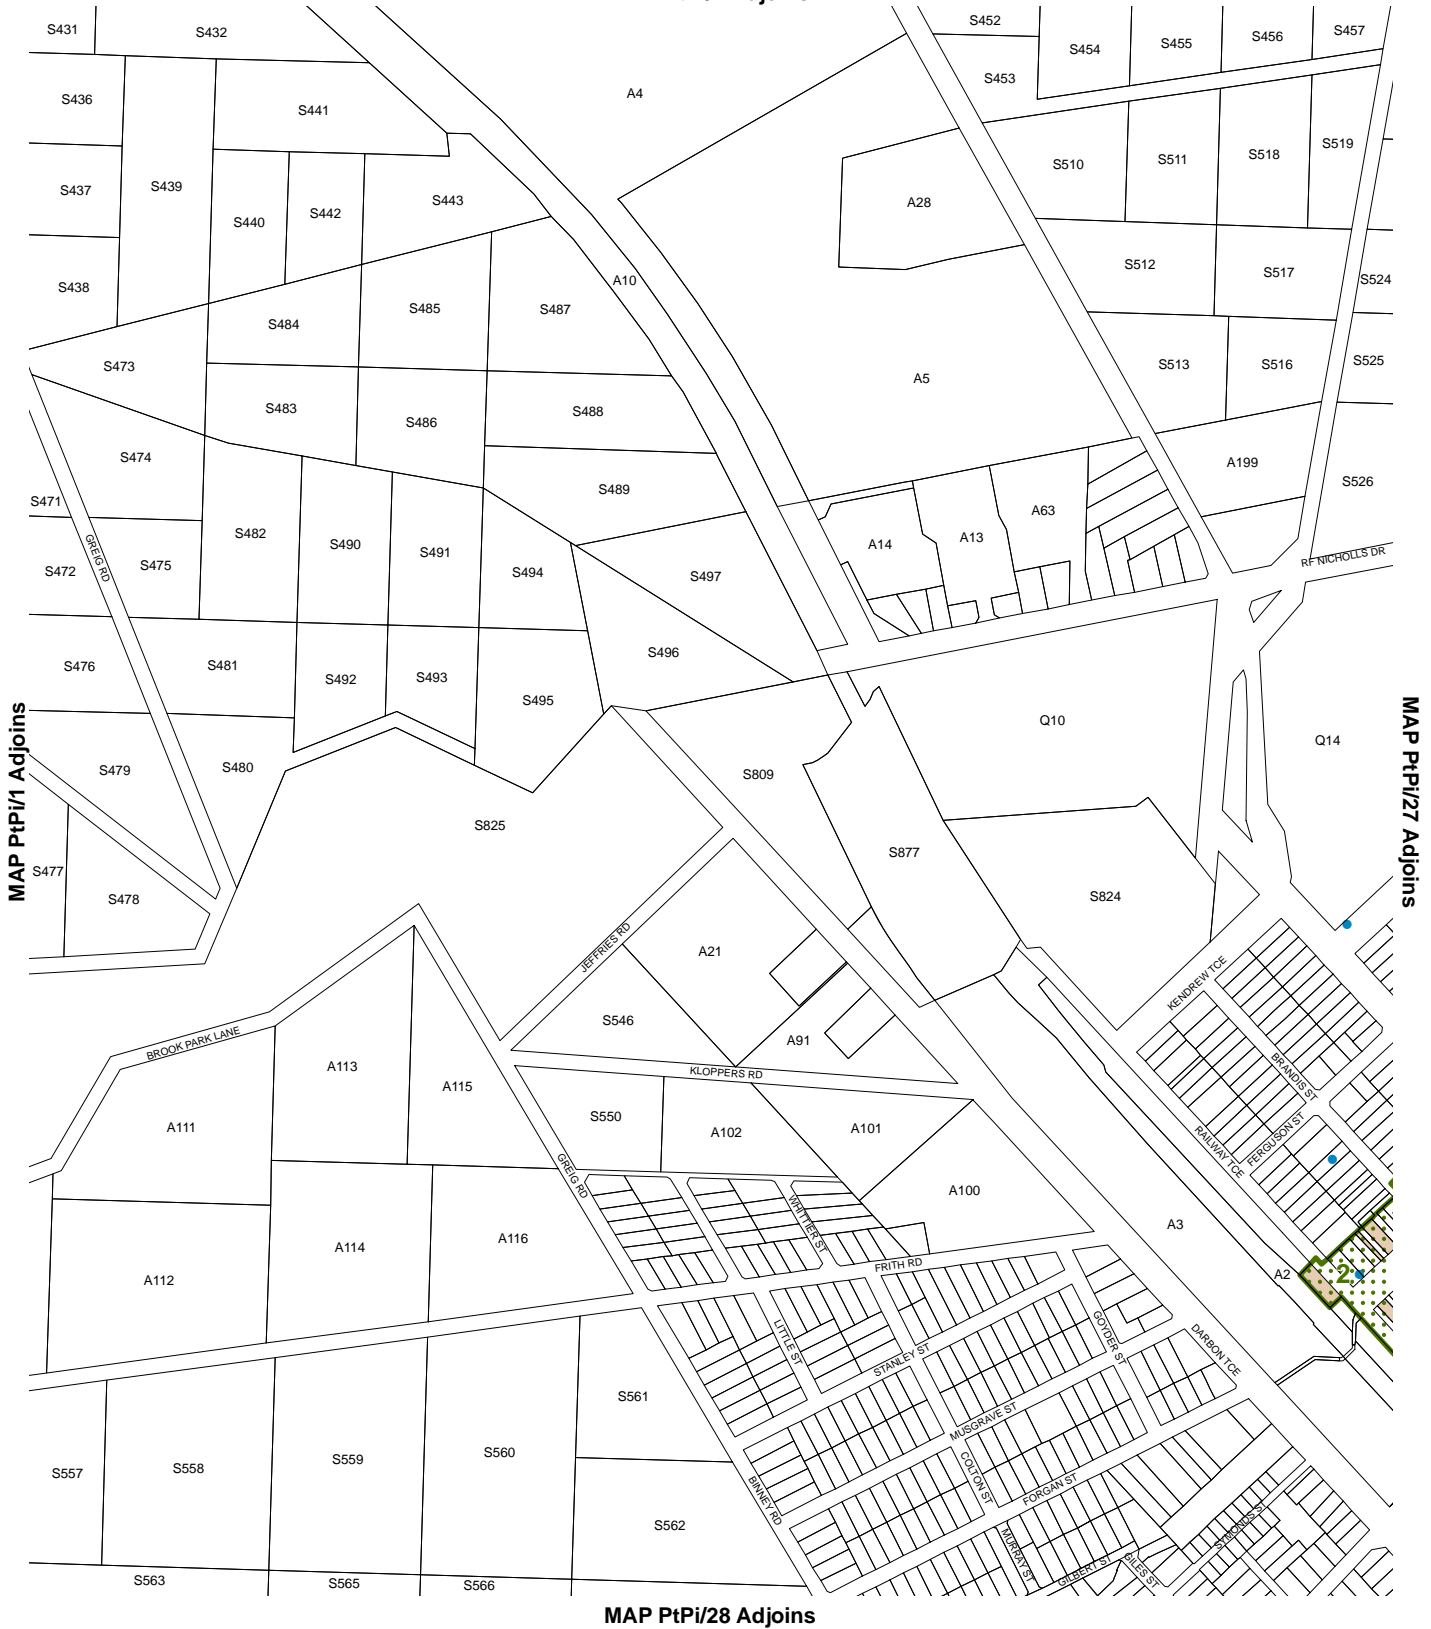 S431
S432
A4
S452
S454
S455
S456
S457
S453
S436
S441
S437
S439
S440
S442
S443
A28
S510
S511
S518
S519
S438
A10
S512
S517
S524
S484
S485
S487
S473
A5
S513
S516
S525
S483
S486
S488
S474
S489
A199
S526
S471
S482
S490
S491
A14
A13
A63
GREIG RD
S472
S475
S494
S497
RF NICHOLLS DR
S476
S481
S492
S493
S496
S495
Q10
Q14
MAP PtPi/1 Adjoins
MAP PtPi/27 Adjoins
S479
S480
S809
S825
S877
S477
S478
S824
JEFFRIES RD
A21
KENDREW TCE
S546
A91
BROOK PARK LANE
A113
A115
KLOPPERS RD
BRANDIS ST
A111
S550
A102
A101
RAILWAY TCE
FERGUSON ST
GREIG RD
A100
WHITTIER ST
A3
A112
A114
A116
FRITH RD
A2
2
LITTLE ST
STANLEY ST
GOYDER ST
DARBON TCE
S561
MUSGRAVE ST
S557
S558
S559
S560
BINNEY RD
COLTON ST
FORGAN ST
S562
MURRAY ST
GILBERT ST
GILES ST
SYMONDS ST
S563
S565
S566
MAP PtPi/28 Adjoins